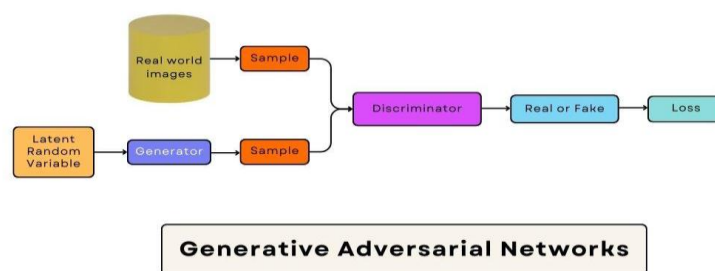 Real world
images
Sample
Discriminator
Real or Fake
Loss
Latent
Random
Variable
Generator
Sample
Generative Adversarial Networks